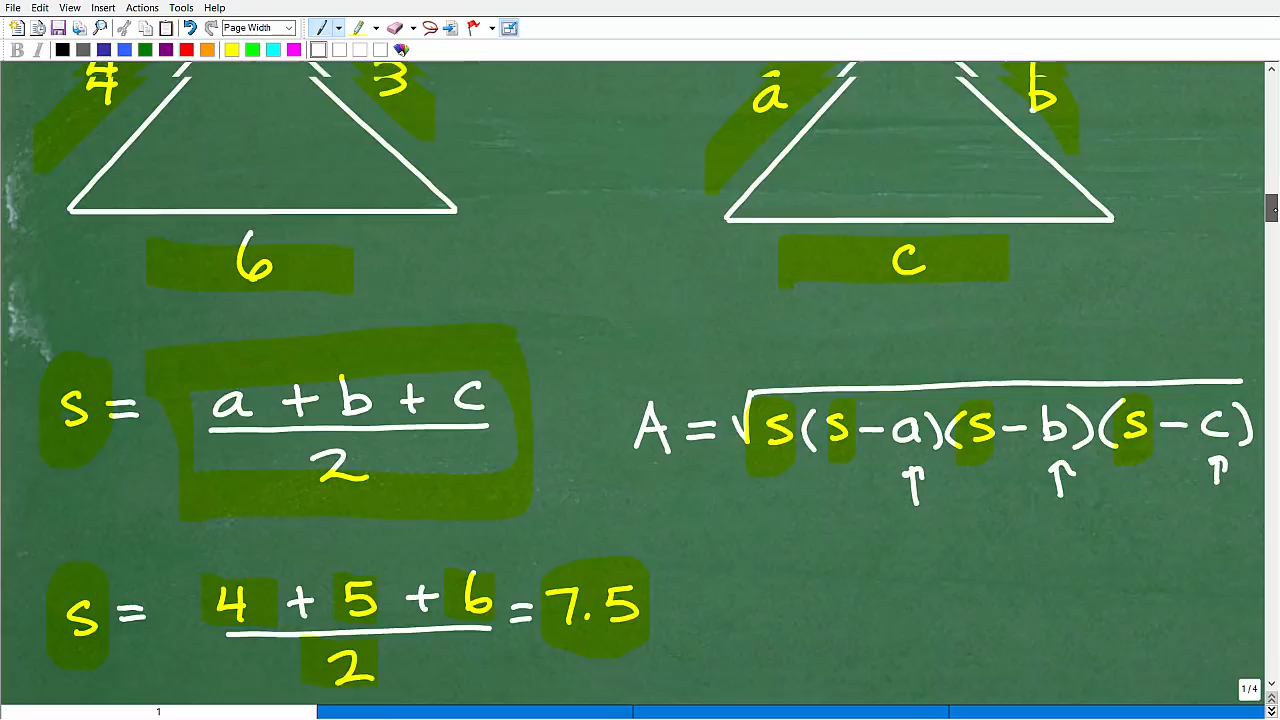 File Edit View Insert Actions Tools Help
Page Width
B I
4 3 a b
6 c
s = a + b + c / 2
A = √s(s-a)(s-b)(s-c)
↑ ↑ ↑
s = 4 + 5 + 6 / 2 = 7.5
1/4
1